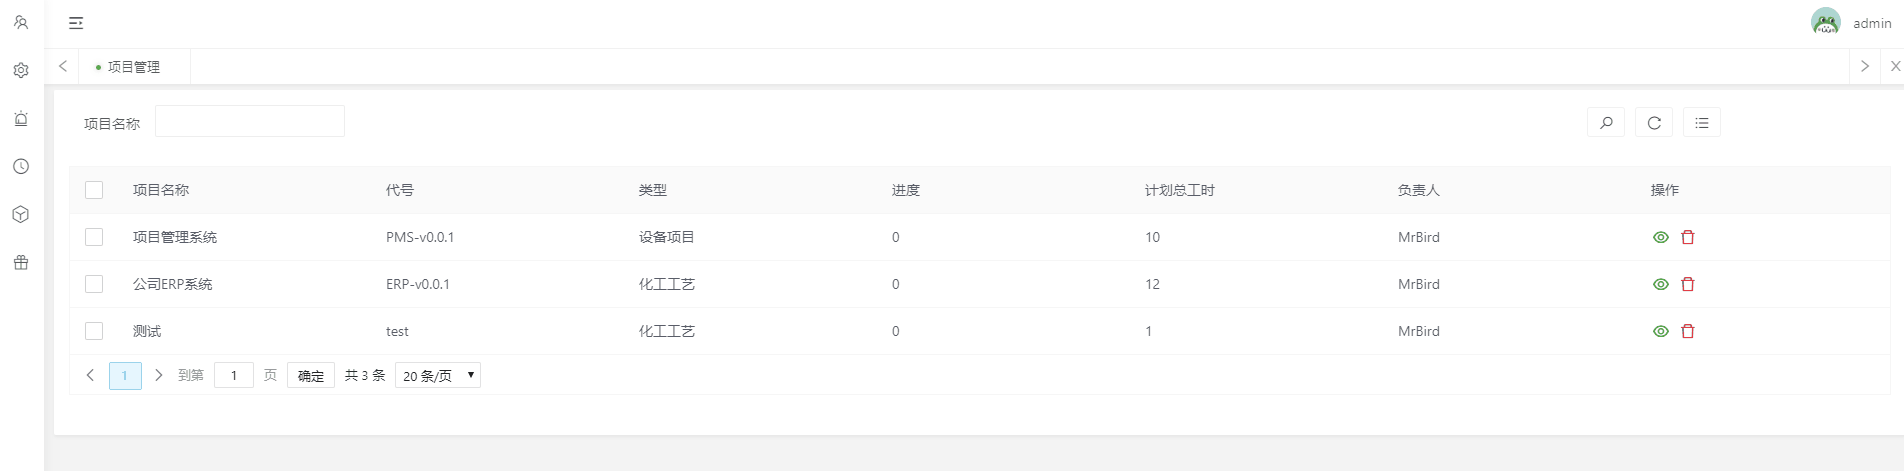 admin
项目管理
项目名称
项目名称 代号 类型 进度 计划总工时 负责人 操作
项目管理系统 PMS-v0.0.1 设备项目 0 10 MrBird
公司ERP系统 ERP-v0.0.1 化工工艺 0 12 MrBird
测试 test 化工工艺 0 1 MrBird
1 到第 1 页 确定 共 3 条 20 条/页